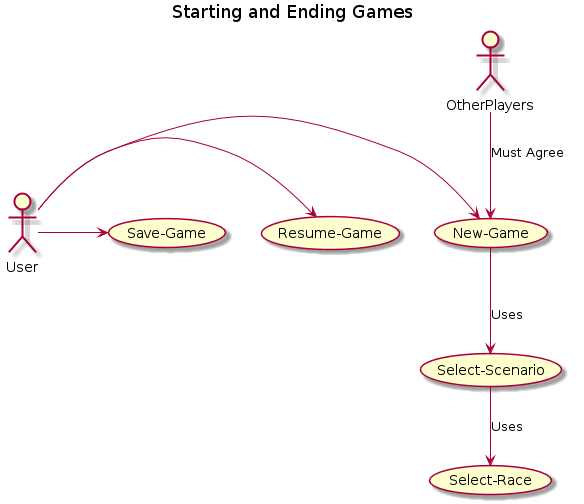 Starting and Ending Games
OtherPlayers
Must Agree
User
Save-Game
Resume-Game
New-Game
Uses
Select-Scenario
Uses
Select-Race